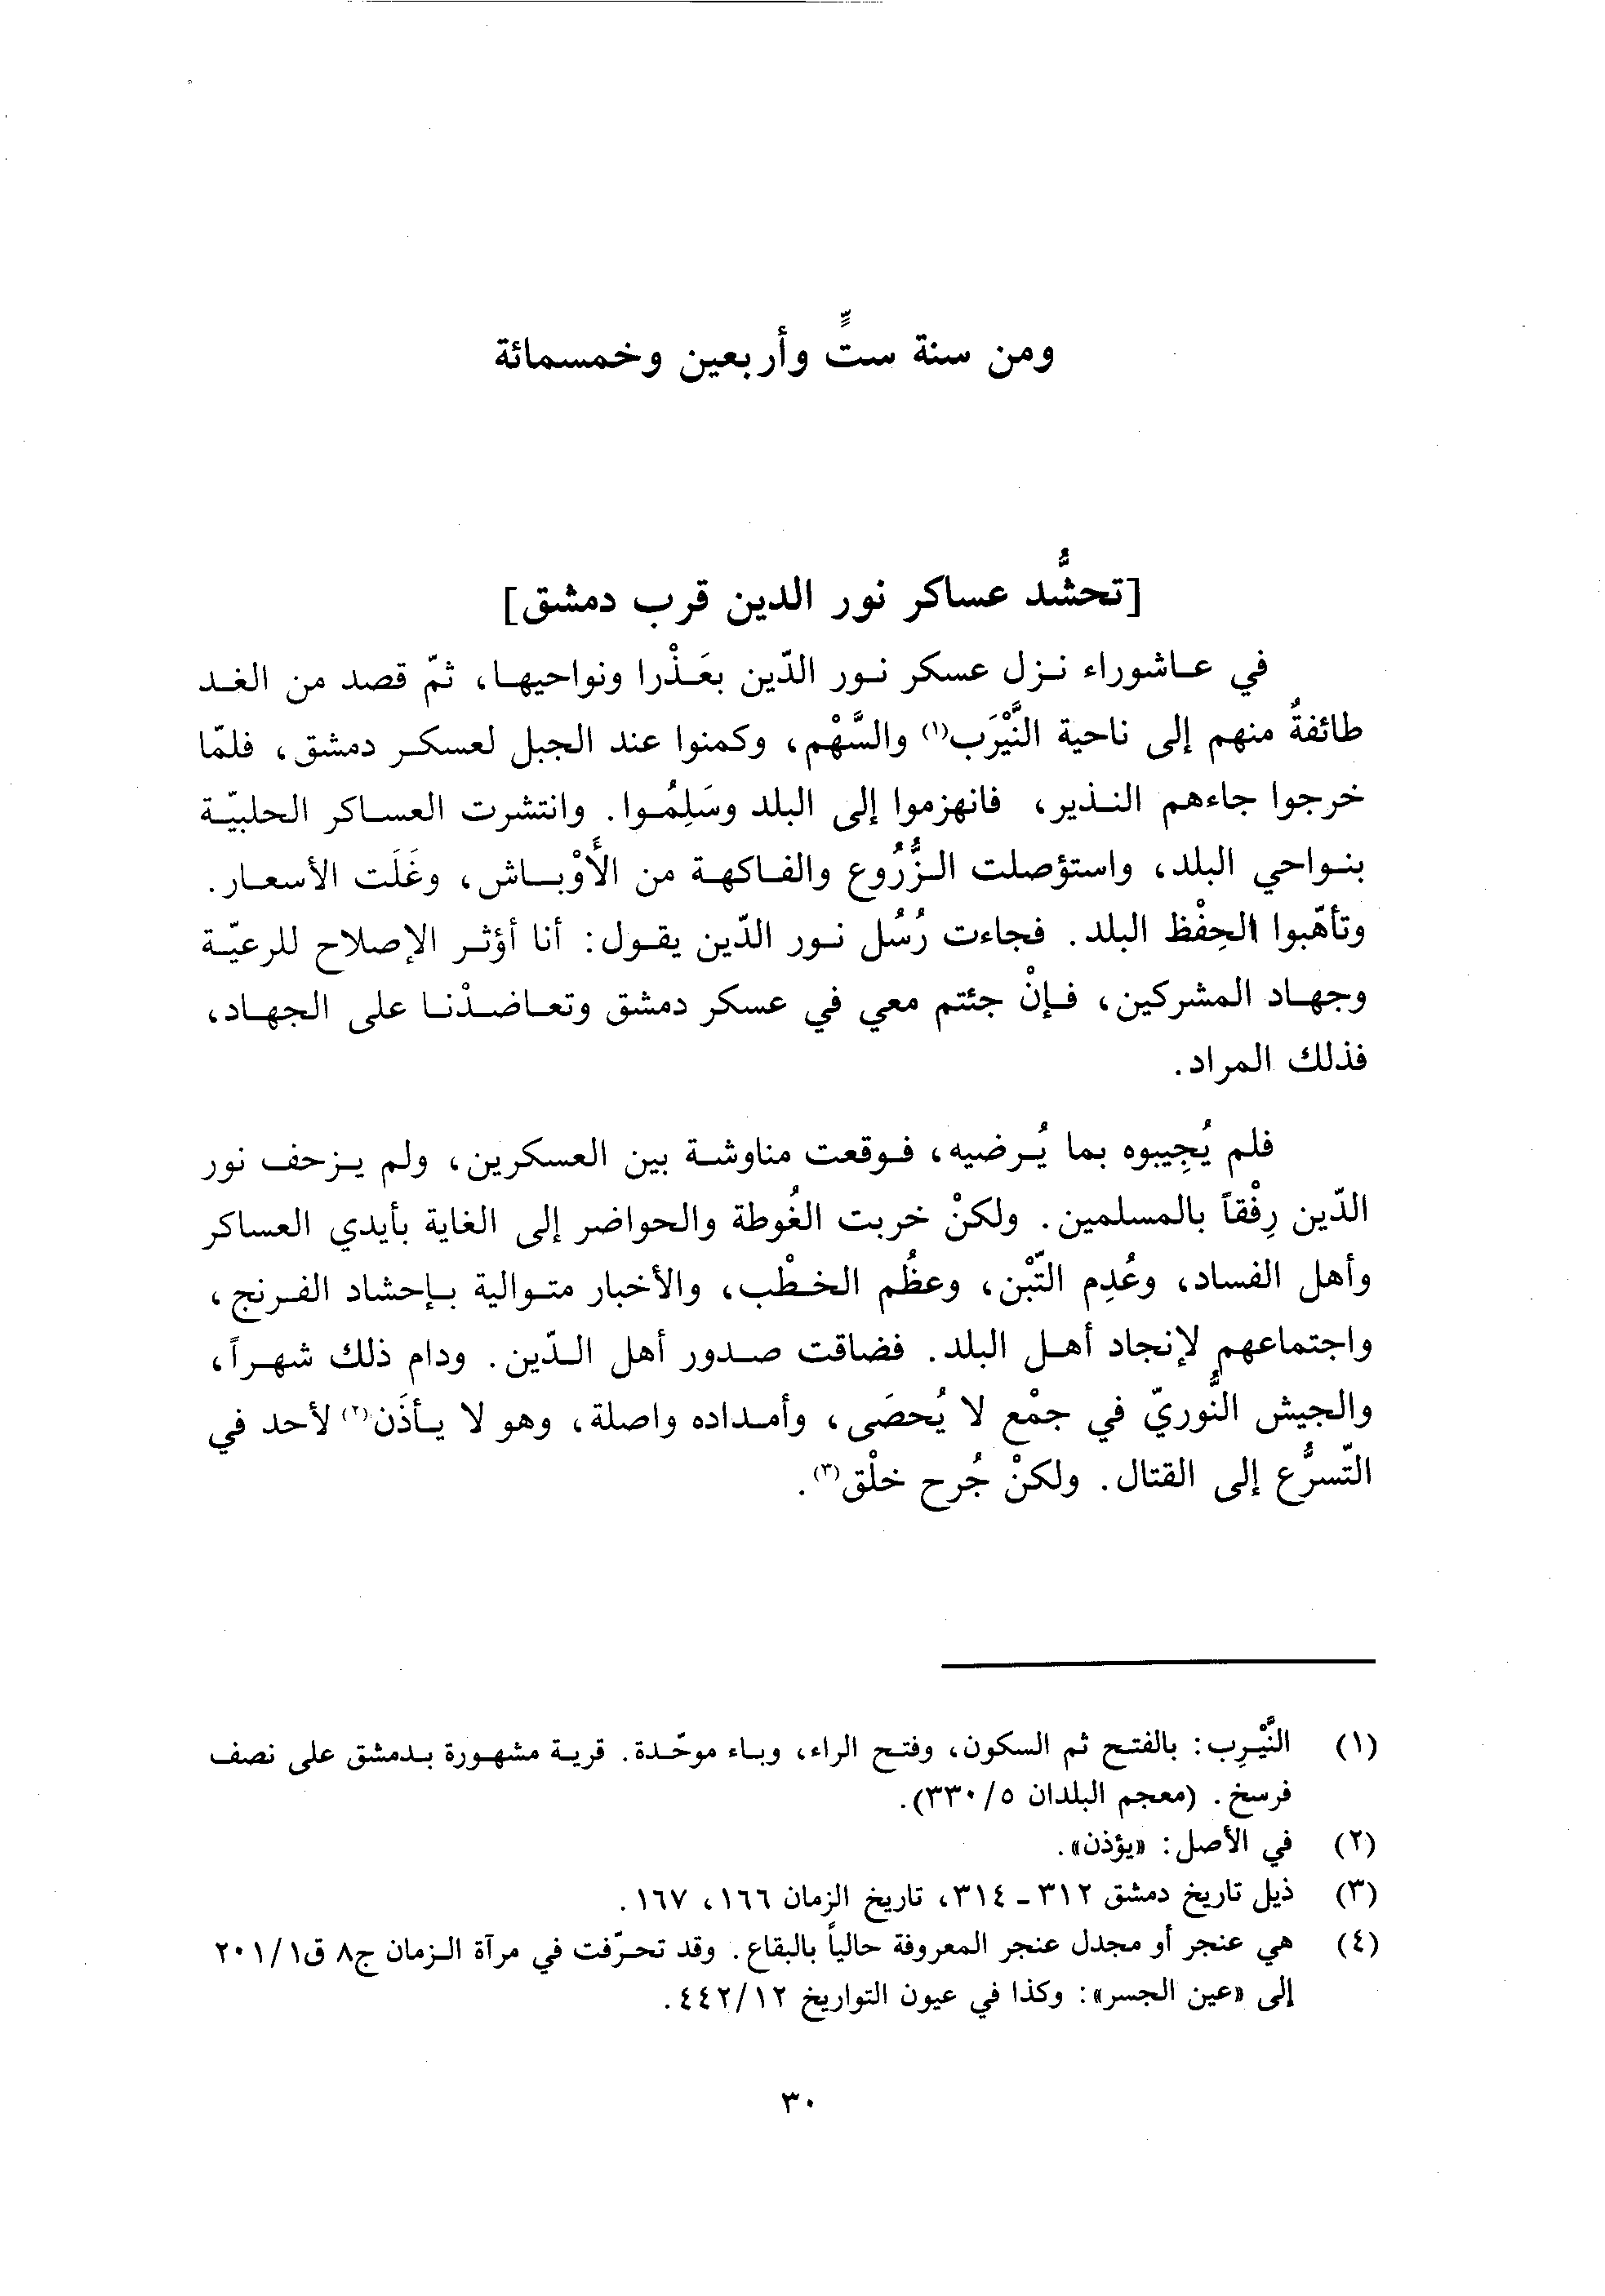 ومن سنة ستٍّ وأربعين وخمسمائة
[تحشُّد عساكر نور الدين قرب دمشق]
في عاشوراء نزل عسكر نور الدّين بعَذْرا ونواحيها، ثمّ قصد من الغد
طائفةٌ منهم إلى ناحية النَّيْرَب(١) والسَّهْم، وكمنوا عند الجبل لعسكر دمشق، فلمّا
خرجوا جاءهم النذير، فانهزموا إلى البلد وسَلِمُوا. وانتشرت العساكر الحلبيّة
بنواحي البلد، واستؤصلت الزُّرُوع والفاكهة من الأَوْباش، وغَلَت الأسعار.
وتأهّبوا الحِفْظ البلد. فجاءت رُسُل نور الدّين يقول: أنا أؤثر الإصلاح للرعيّة
وجهاد المشركين، فإنْ جئتم معي في عسكر دمشق وتعاضدْنا على الجهاد،
فذلك المراد.
فلم يُجِيبوه بما يُرضيه، فوقعت مناوشة بين العسكرين، ولم يزحف نور
الدّين رِفْقاً بالمسلمين. ولكنْ خربت الغُوطة والحواضر إلى الغاية بأيدي العساكر
وأهل الفساد، وعُدِم التّبْن، وعظُم الخطْب، والأخبار متوالية بإحشاد الفرنج،
واجتماعهم لإنجاد أهل البلد. فضاقت صدور أهل الدّين. ودام ذلك شهراً،
والجيش النُّوريّ في جمْع لا يُحصَى، وأمداده واصلة، وهو لا يأذَن(٢) لأحد في
التّسرُّع إلى القتال. ولكنْ جُرح خلْق(٣).
(١) النَّيْرِب: بالفتح ثم السكون، وفتح الراء، وباء موحّدة. قرية مشهورة بدمشق على نصف
فرسخ. (معجم البلدان ٥/٣٣٠).
(٢) في الأصل: «يؤذن».
(٣) ذيل تاريخ دمشق ٣١٢ - ٣١٤، تاريخ الزمان ١٦٦، ١٦٧.
(٤) هي عنجر أو مجدل عنجر المعروفة حالياً بالبقاع. وقد تحرّفت في مرآة الزمان ج٨ ق١/٢٠١
إلى «عين الجسر»: وكذا في عيون التواريخ ١٢/٤٤٢.
٣٠